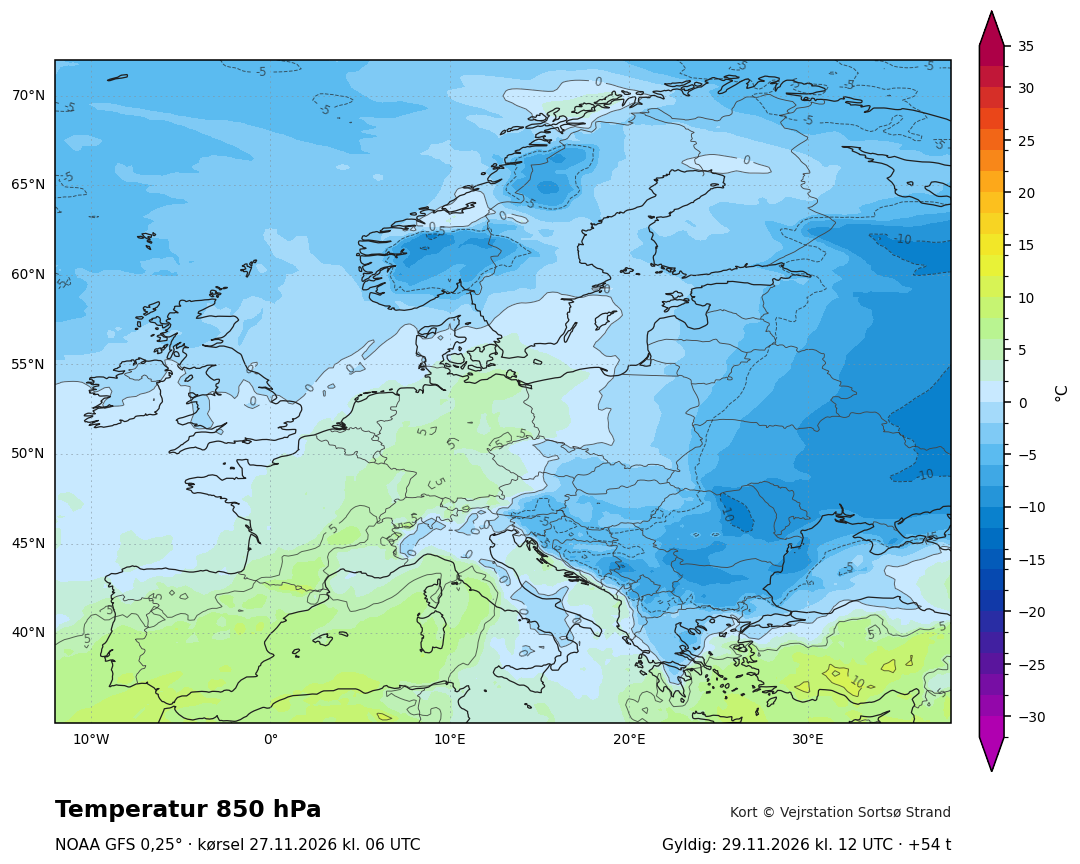 70°N
65°N
60°N
55°N
50°N
45°N
40°N
10°W
0°
10°E
20°E
30°E
35
30
25
20
15
10
5
0
−5
−10
−15
−20
−25
−30
°C
Temperatur 850 hPa
Kort © Vejrstation Sortsø Strand
NOAA GFS 0,25° · kørsel 27.11.2026 kl. 06 UTC
Gyldig: 29.11.2026 kl. 12 UTC · +54 t